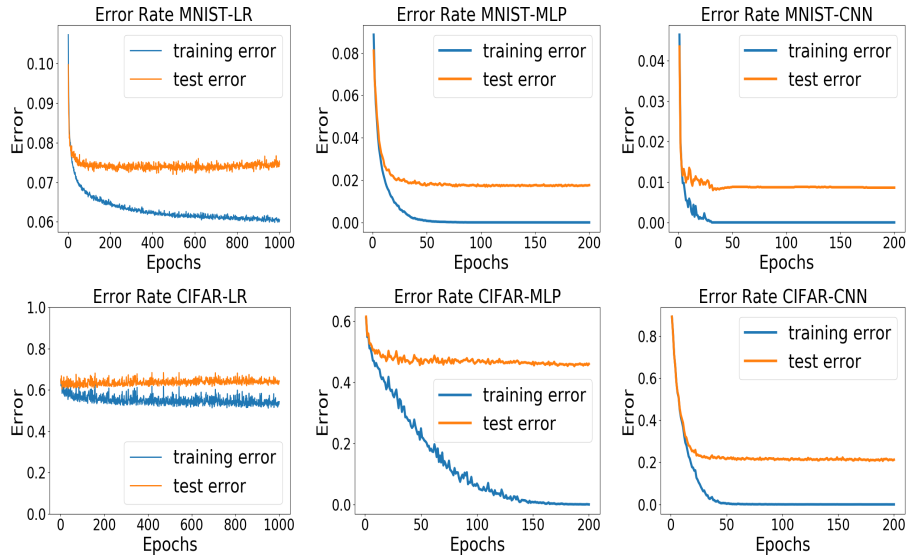 Error Rate MNIST-LR
Error
0.10
0.09
0.08
0.07
0.06
training error
test error
0 200 400 600 800 1000
Epochs
Error Rate MNIST-MLP
Error
0.08
0.06
0.04
0.02
0.00
training error
test error
0 50 100 150 200
Epochs
Error Rate MNIST-CNN
Error
0.04
0.03
0.02
0.01
0.00
training error
test error
0 50 100 150 200
Epochs
Error Rate CIFAR-LR
Error
1.0
0.8
0.6
0.4
0.2
0.0
training error
test error
0 200 400 600 800 1000
Epochs
Error Rate CIFAR-MLP
Error
0.6
0.4
0.2
0.0
training error
test error
0 50 100 150 200
Epochs
Error Rate CIFAR-CNN
Error
0.8
0.6
0.4
0.2
0.0
training error
test error
0 50 100 150 200
Epochs